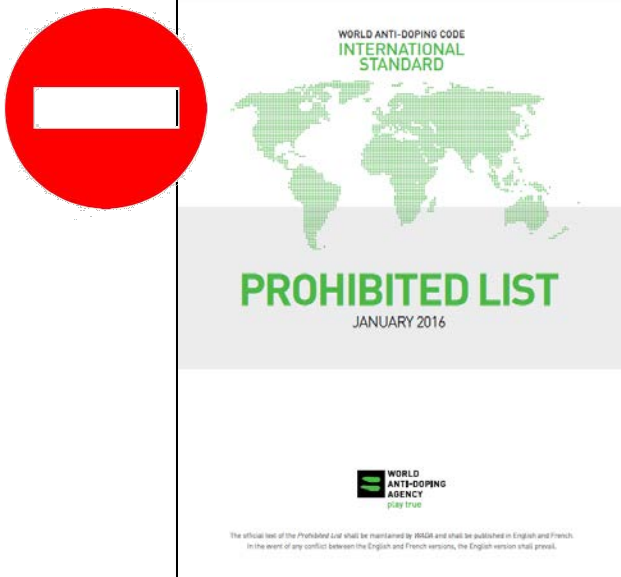 WORLD ANTI-DOPING CODE
INTERNATIONAL
STANDARD
PROHIBITED LIST
JANUARY 2016
WORLD
ANTI-DOPING
AGENCY
play true
The official text of the Prohibited List shall be maintained by WADA and shall be published in English and French.
In the event of any conflict between the English and French versions, the English version shall prevail.